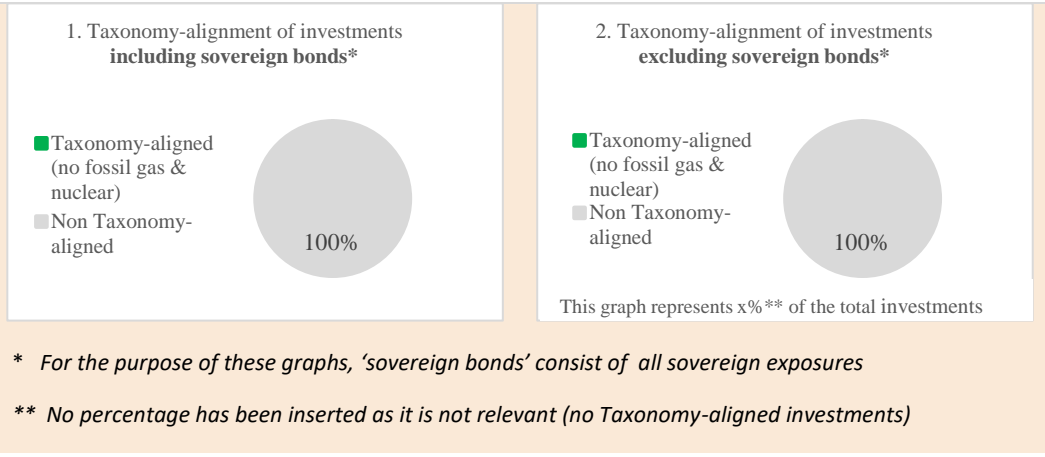 1. Taxonomy-alignment of investments
including sovereign bonds*
Taxonomy-aligned
(no fossil gas &
nuclear)
Non Taxonomy-
aligned
100%
2. Taxonomy-alignment of investments
excluding sovereign bonds*
Taxonomy-aligned
(no fossil gas &
nuclear)
Non Taxonomy-
aligned
100%
This graph represents x%** of the total investments
* For the purpose of these graphs, ‘sovereign bonds’ consist of all sovereign exposures
** No percentage has been inserted as it is not relevant (no Taxonomy-aligned investments)